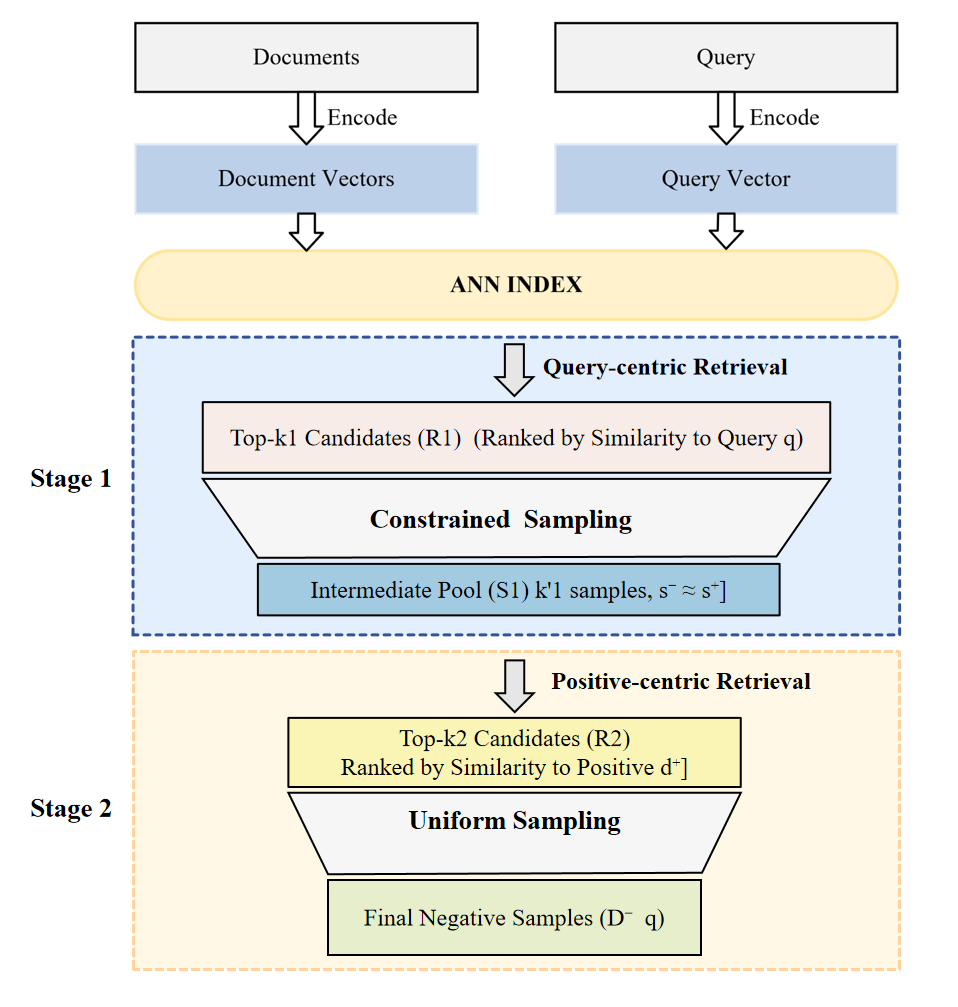 Documents
Query
Encode
Encode
Document Vectors
Query Vector
ANN INDEX
Query-centric Retrieval
Top-k1 Candidates (R1)  (Ranked by Similarity to Query q)
Stage 1
Constrained  Sampling
Intermediate Pool (S1) k'1 samples, s⁻ ≈ s⁺]
Positive-centric Retrieval
Top-k2 Candidates (R2)
Ranked by Similarity to Positive d⁺]
Stage 2
Uniform Sampling
Final Negative Samples (D⁻  q)